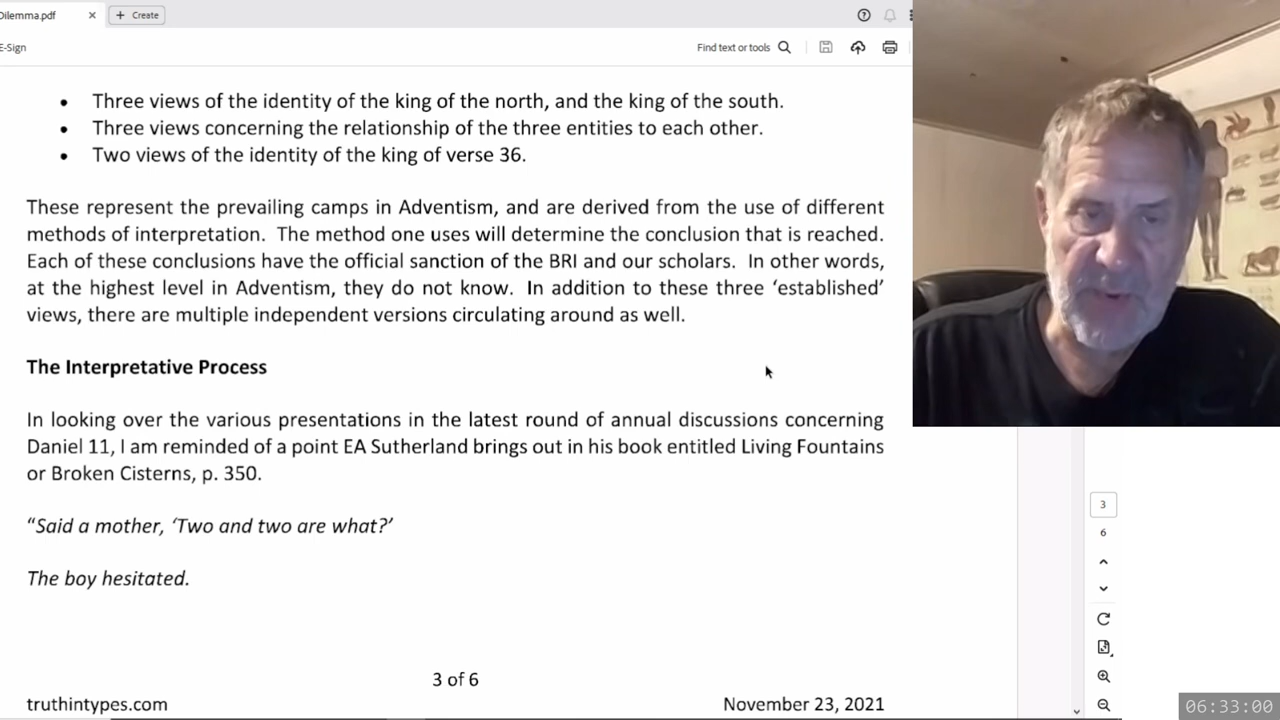 Dilemma.pdf
Create
E-Sign
Find text or tools
• Three views of the identity of the king of the north, and the king of the south.
• Three views concerning the relationship of the three entities to each other.
• Two views of the identity of the king of verse 36.
These represent the prevailing camps in Adventism, and are derived from the use of different
methods of interpretation. The method one uses will determine the conclusion that is reached.
Each of these conclusions have the official sanction of the BRI and our scholars. In other words,
at the highest level in Adventism, they do not know. In addition to these three ‘established’
views, there are multiple independent versions circulating around as well.
The Interpretative Process
In looking over the various presentations in the latest round of annual discussions concerning
Daniel 11, I am reminded of a point EA Sutherland brings out in his book entitled Living Fountains
or Broken Cisterns, p. 350.
“Said a mother, ‘Two and two are what?’
The boy hesitated.
3 of 6
truthintypes.com
November 23, 2021
3
6
06:33:00